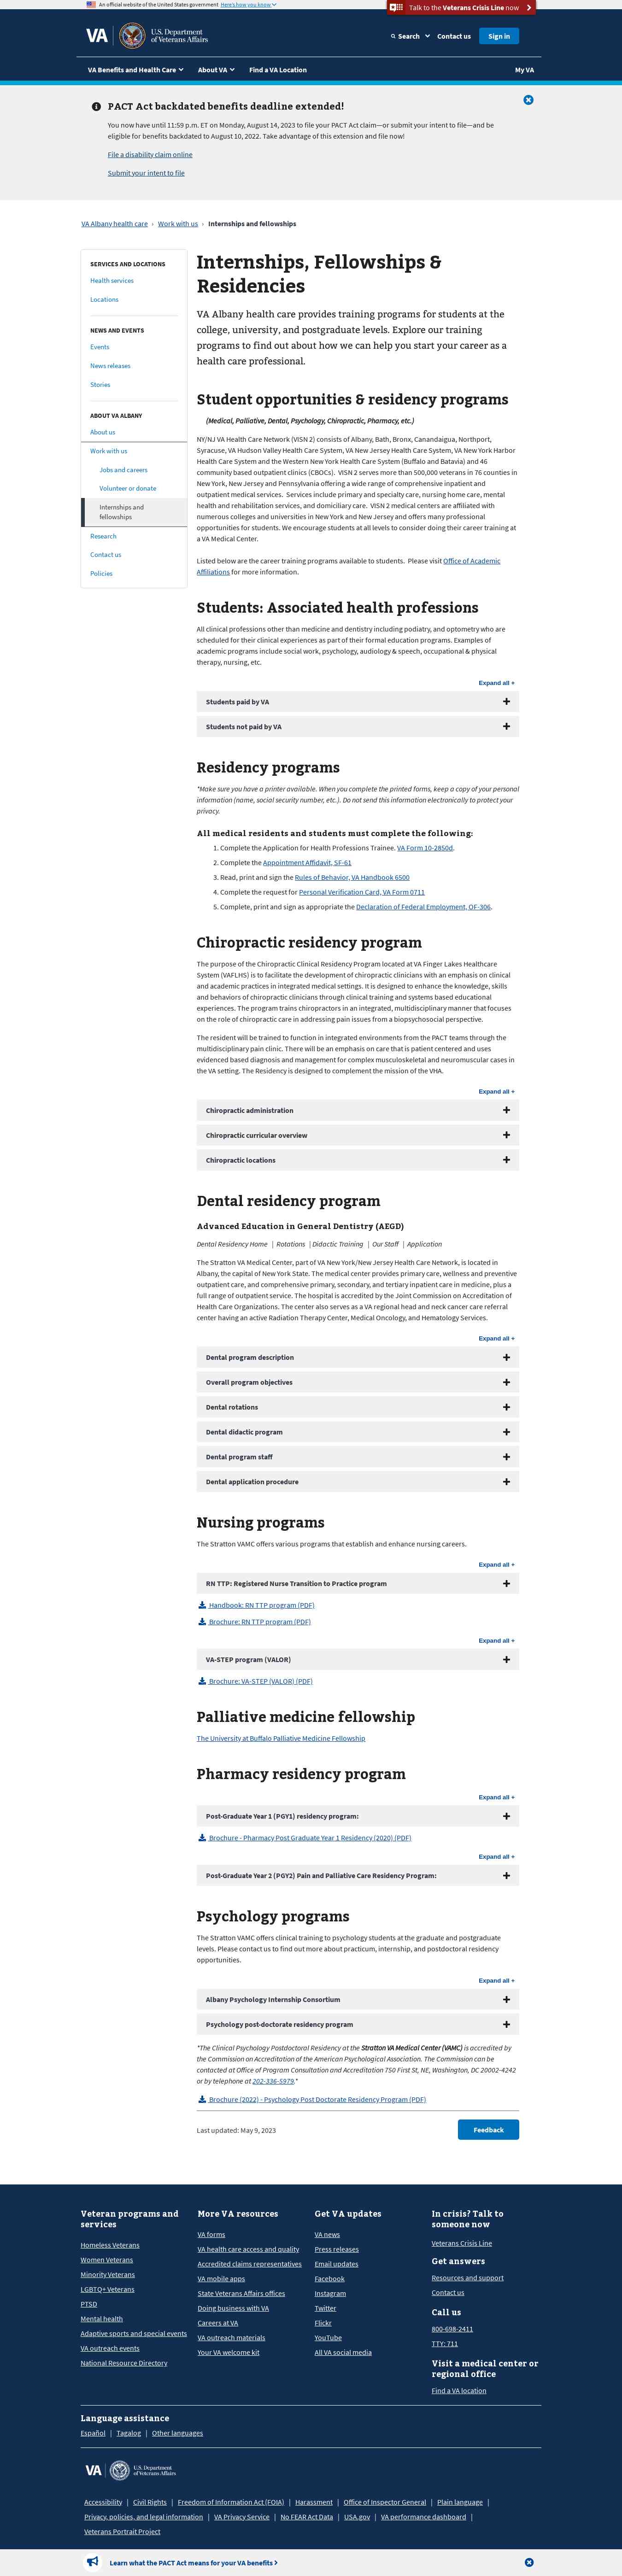 An official website of the United States government Here's how you know
Talk to the Veterans Crisis Line now
VA
U.S. Department
of Veterans Affairs
Search
Contact us
Sign in
VA Benefits and Health Care
About VA
Find a VA Location
My VA
PACT Act backdated benefits deadline extended!
You now have until 11:59 p.m. ET on Monday, August 14, 2023 to file your PACT Act claim—or submit your intent to file—and be
eligible for benefits backdated to August 10, 2022. Take advantage of this extension and file now!
File a disability claim online
Submit your intent to file
VA Albany health care › Work with us › Internships and fellowships
SERVICES AND LOCATIONS
Health services
Locations
NEWS AND EVENTS
Events
News releases
Stories
ABOUT VA ALBANY
About us
Work with us
Jobs and careers
Volunteer or donate
Internships and
fellowships
Research
Contact us
Policies
Internships, Fellowships &
Residencies
VA Albany health care provides training programs for students at the
college, university, and postgraduate levels. Explore our training
programs to find out about how we can help you start your career as a
health care professional.
Student opportunities & residency programs
(Medical, Palliative, Dental, Psychology, Chiropractic, Pharmacy, etc.)
NY/NJ VA Health Care Network (VISN 2) consists of Albany, Bath, Bronx, Canandaigua, Northport,
Syracuse, VA Hudson Valley Health Care System, VA New Jersey Health Care System, VA New York Harbor
Health Care System and the Western New York Health Care System (Buffalo and Batavia) and 46
community based outpatient clinics (CBOCs). VISN 2 serves more than 500,000 veterans in 76 counties in
New York, New Jersey and Pennsylvania offering a wide range of comprehensive inpatient and
outpatient medical services. Services include primary and specialty care, nursing home care, mental
health and rehabilitation services, and domiciliary care. VISN 2 medical centers are affiliated with
numerous colleges and universities in New York and New Jersey and offers many educational
opportunities for students. We encourage students at all levels to consider doing their career training at
a VA Medical Center.
Listed below are the career training programs available to students. Please visit Office of Academic
Affiliations for more information.
Students: Associated health professions
All clinical professions other than medicine and dentistry including podiatry, and optometry who are
scheduled for their clinical experiences as part of their formal education programs. Examples of
academic programs include social work, psychology, audiology & speech, occupational & physical
therapy, nursing, etc.
Expand all +
Students paid by VA
Students not paid by VA
Residency programs
*Make sure you have a printer available. When you complete the printed forms, keep a copy of your personal
information (name, social security number, etc.). Do not send this information electronically to protect your
privacy.
All medical residents and students must complete the following:
1. Complete the Application for Health Professions Trainee. VA Form 10-2850d.
2. Complete the Appointment Affidavit, SF-61
3. Read, print and sign the Rules of Behavior, VA Handbook 6500
4. Complete the request for Personal Verification Card, VA Form 0711
5. Complete, print and sign as appropriate the Declaration of Federal Employment, OF-306.
Chiropractic residency program
The purpose of the Chiropractic Clinical Residency Program located at VA Finger Lakes Healthcare
System (VAFLHS) is to facilitate the development of chiropractic clinicians with an emphasis on clinical
and academic practices in integrated medical settings. It is designed to enhance the knowledge, skills
and behaviors of chiropractic clinicians through clinical training and systems based educational
experiences. The program trains chiropractors in an integrated, multidisciplinary manner that focuses
on the role of chiropractic care in addressing pain issues from a biopsychosocial perspective.
The resident will be trained to function in integrated environments from the PACT teams through the
multidisciplinary pain clinic. There will be an emphasis on care that is patient centered and uses
evidenced based diagnosis and management for complex musculoskeletal and neuromuscular cases in
the VA setting. The Residency is designed to complement the mission of the VHA.
Expand all +
Chiropractic administration
Chiropractic curricular overview
Chiropractic locations
Dental residency program
Advanced Education in General Dentistry (AEGD)
Dental Residency Home | Rotations | Didactic Training | Our Staff | Application
The Stratton VA Medical Center, part of VA New York/New Jersey Health Care Network, is located in
Albany, the capital of New York State. The medical center provides primary care, wellness and preventive
outpatient care, and comprehensive primary, secondary, and tertiary inpatient care in medicine, plus a
full range of outpatient service. The hospital is accredited by the Joint Commission on Accreditation of
Health Care Organizations. The center also serves as a VA regional head and neck cancer care referral
center having an active Radiation Therapy Center, Medical Oncology, and Hematology Services.
Expand all +
Dental program description
Overall program objectives
Dental rotations
Dental didactic program
Dental program staff
Dental application procedure
Nursing programs
The Stratton VAMC offers various programs that establish and enhance nursing careers.
Expand all +
RN TTP: Registered Nurse Transition to Practice program
Handbook: RN TTP program (PDF)
Brochure: RN TTP program (PDF)
Expand all +
VA-STEP program (VALOR)
Brochure: VA-STEP (VALOR) (PDF)
Palliative medicine fellowship
The University at Buffalo Palliative Medicine Fellowship
Pharmacy residency program
Expand all +
Post-Graduate Year 1 (PGY1) residency program:
Brochure - Pharmacy Post Graduate Year 1 Residency (2020) (PDF)
Expand all +
Post-Graduate Year 2 (PGY2) Pain and Palliative Care Residency Program:
Psychology programs
The Stratton VAMC offers clinical training to psychology students at the graduate and postgraduate
levels. Please contact us to find out more about practicum, internship, and postdoctoral residency
opportunities.
Expand all +
Albany Psychology Internship Consortium
Psychology post-doctorate residency program
*The Clinical Psychology Postdoctoral Residency at the Stratton VA Medical Center (VAMC) is accredited by
the Commission on Accreditation of the American Psychological Association. The Commission can be
contacted at Office of Program Consultation and Accreditation 750 First St, NE, Washington, DC 20002-4242
or by telephone at 202-336-5979.*
Brochure (2022) - Psychology Post Doctorate Residency Program (PDF)
Last updated: May 9, 2023
Feedback
Veteran programs and
services
Homeless Veterans
Women Veterans
Minority Veterans
LGBTQ+ Veterans
PTSD
Mental health
Adaptive sports and special events
VA outreach events
National Resource Directory
More VA resources
VA forms
VA health care access and quality
Accredited claims representatives
VA mobile apps
State Veterans Affairs offices
Doing business with VA
Careers at VA
VA outreach materials
Your VA welcome kit
Get VA updates
VA news
Press releases
Email updates
Facebook
Instagram
Twitter
Flickr
YouTube
All VA social media
In crisis? Talk to
someone now
Veterans Crisis Line
Get answers
Resources and support
Contact us
Call us
800-698-2411
TTY: 711
Visit a medical center or
regional office
Find a VA location
Language assistance
Español | Tagalog | Other languages
VA
U.S. Department
of Veterans Affairs
Accessibility | Civil Rights | Freedom of Information Act (FOIA) | Harassment | Office of Inspector General | Plain language |
Privacy, policies, and legal information | VA Privacy Service | No FEAR Act Data | USA.gov | VA performance dashboard |
Veterans Portrait Project
Learn what the PACT Act means for your VA benefits